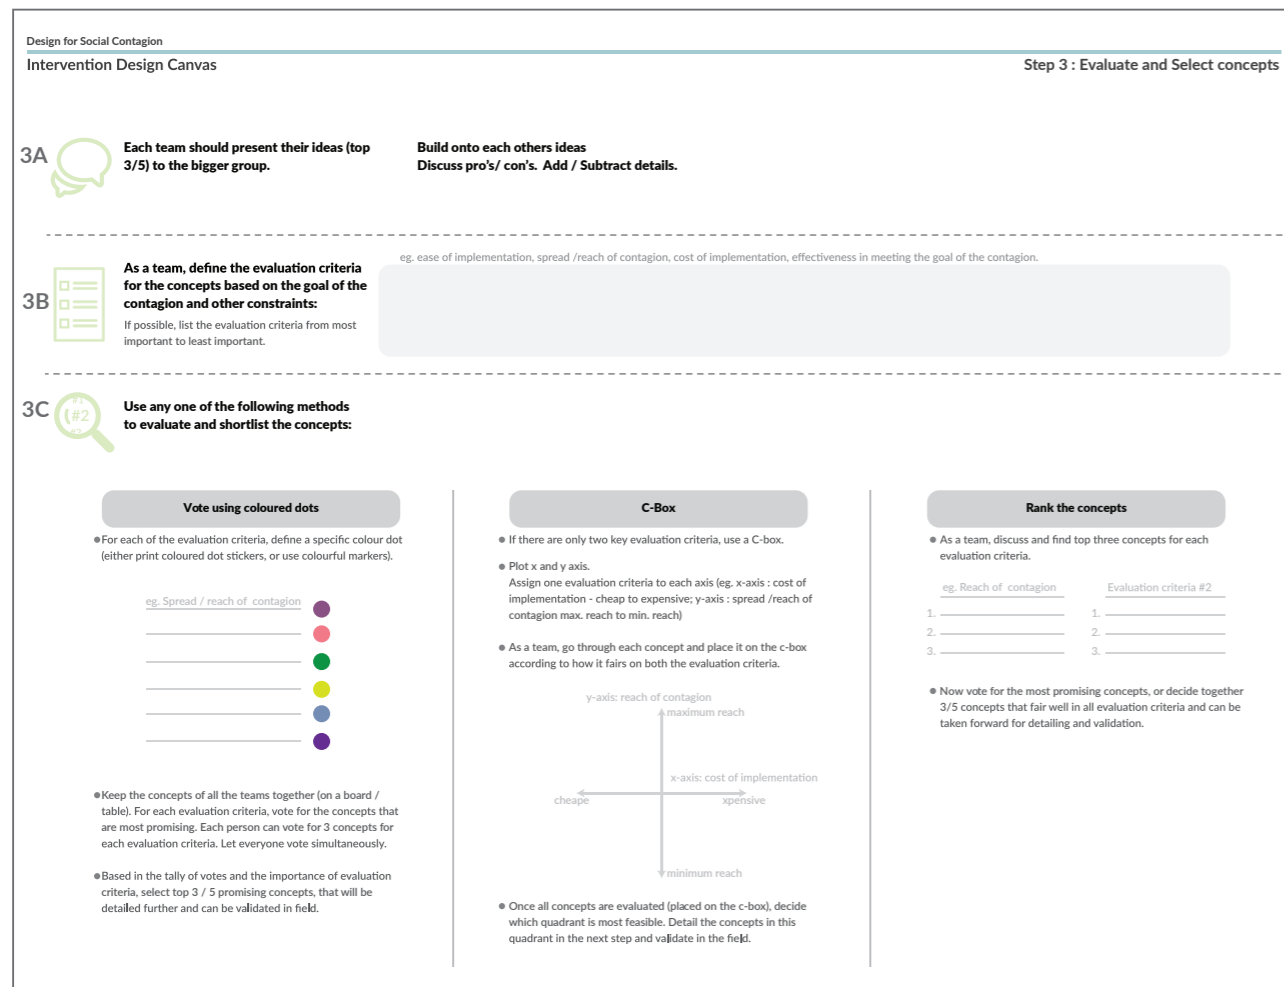 Design for Social Contagion
Intervention Design Canvas
Step 3 : Evaluate and Select concepts
3A
Each team should present their ideas (top
3/5) to the bigger group.
Build onto each others ideas
Discuss pro's/ con's. Add / Subtract details.
3B
As a team, define the evaluation criteria
for the concepts based on the goal of the
contagion and other constraints:
If possible, list the evaluation criteria from most
important to least important.
eg. ease of implementation, spread /reach of contagion, cost of implementation, effectiveness in meeting the goal of the contagion.
3C
#1
(#2
Use any one of the following methods
to evaluate and shortlist the concepts:
Vote using coloured dots
For each of the evaluation criteria, define a specific colour dot
(either print coloured dot stickers, or use colourful markers).
eg. Spread / reach of contagion
Keep the concepts of all the teams together (on a board /
table). For each evaluation criteria, vote for the concepts that
are most promising. Each person can vote for 3 concepts for
each evaluation criteria. Let everyone vote simultaneously.
Based in the tally of votes and the importance of evaluation
criteria, select top 3 / 5 promising concepts, that will be
detailed further and can be validated in field.
C-Box
If there are only two key evaluation criteria, use a C-box.
Plot x and y axis.
Assign one evaluation criteria to each axis (eg. x-axis : cost of
implementation - cheap to expensive; y-axis : spread /reach of
contagion max. reach to min. reach)
As a team, go through each concept and place it on the c-box
according to how it fairs on both the evaluation criteria.
y-axis: reach of contagion
maximum reach
x-axis: cost of implementation
cheape
xpensive
minimum reach
Once all concepts are evaluated (placed on the c-box), decide
which quadrant is most feasible. Detail the concepts in this
quadrant in the next step and validate in the field.
Rank the concepts
As a team, discuss and find top three concepts for each
evaluation criteria.
eg. Reach of contagion
1.
2.
3.
Evaluation criteria #2
1.
2.
3.
Now vote for the most promising concepts, or decide together
3/5 concepts that fair well in all evaluation criteria and can be
taken forward for detailing and validation.